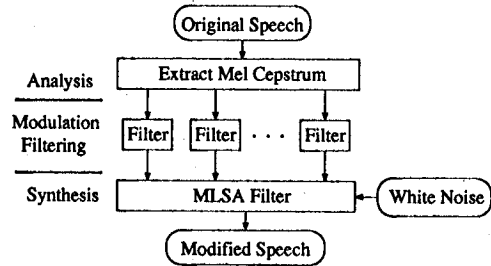 Original Speech
Analysis
Extract Mel Cepstrum
Modulation
Filtering
Filter Filter · · · Filter
Synthesis
MLSA Filter
White Noise
Modified Speech